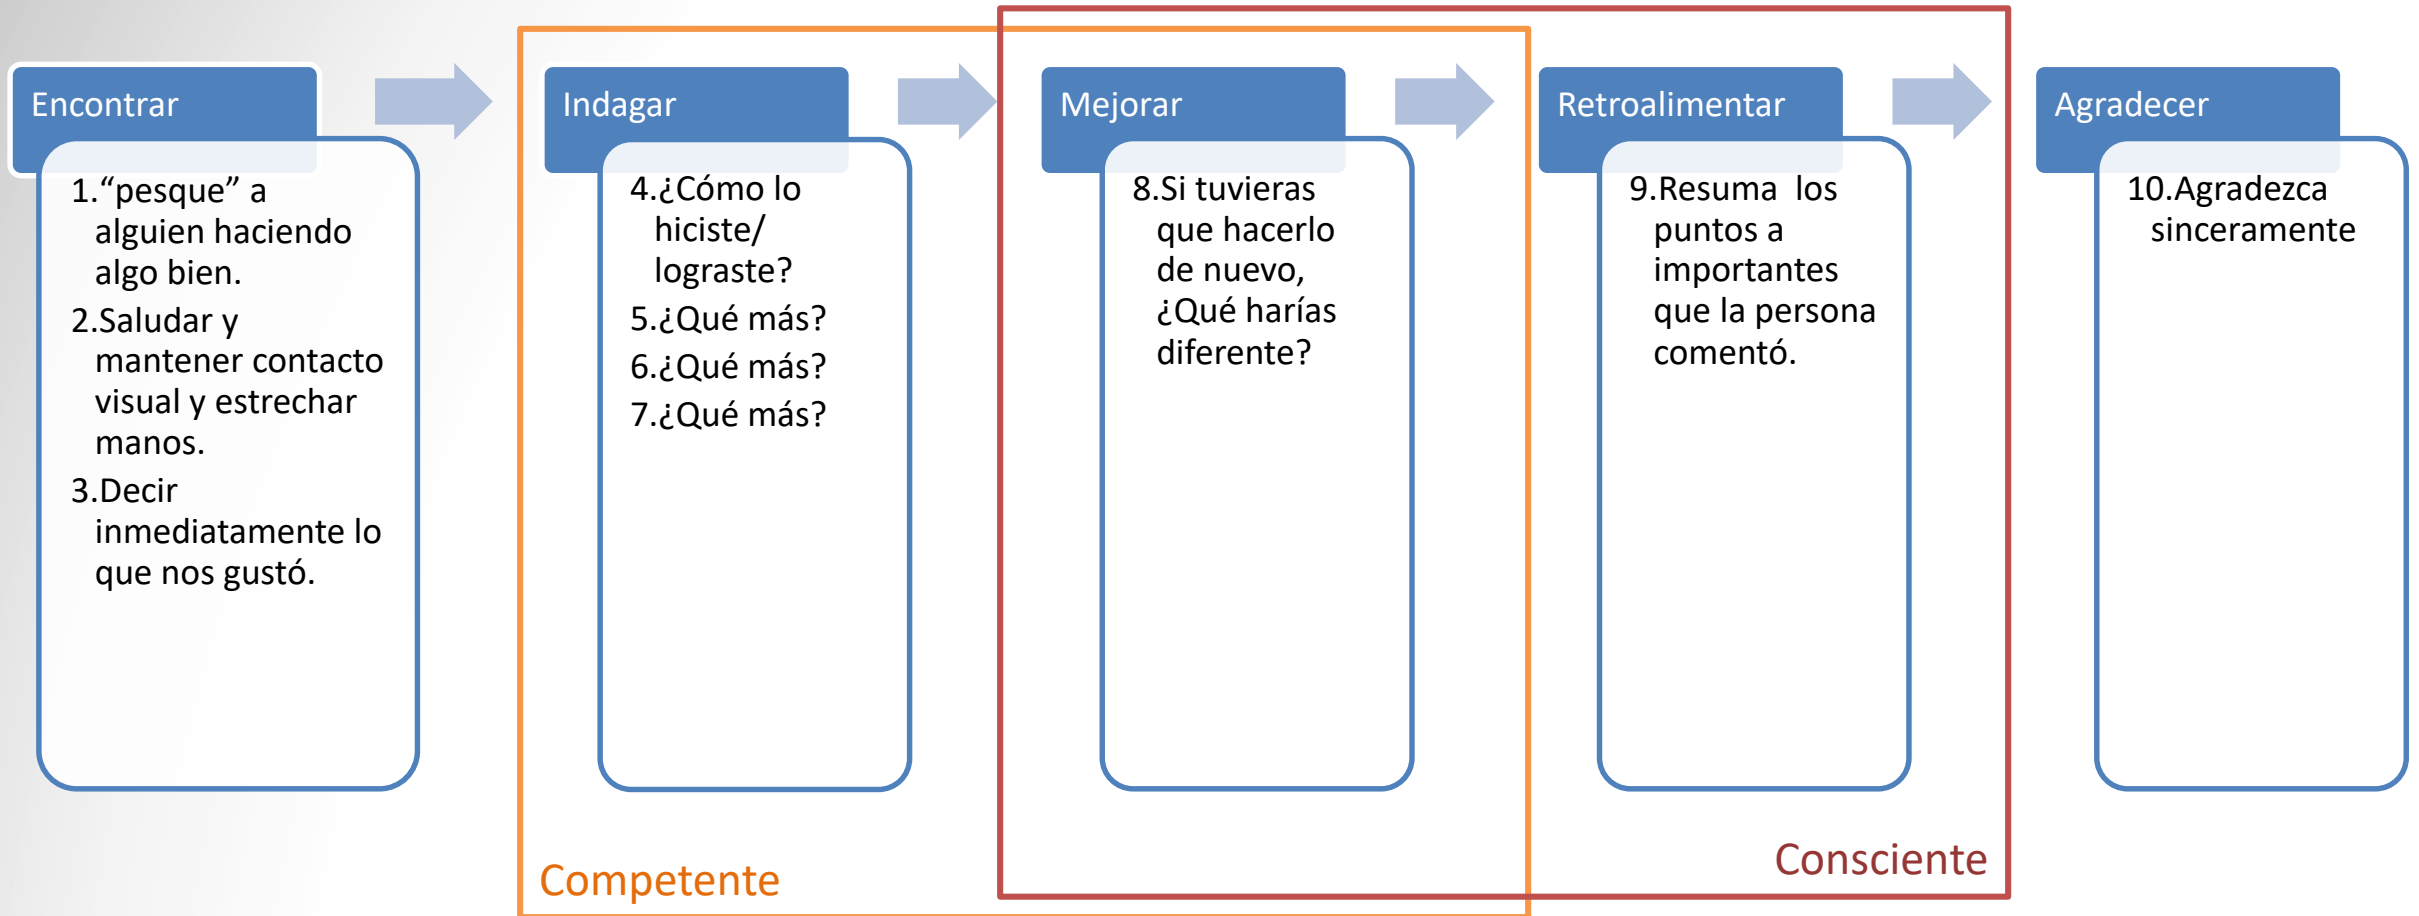 Encontrar
1.“pesque” a
alguien haciendo
algo bien.
2.Saludar y
mantener contacto
visual y estrechar
manos.
3.Decir
inmediatamente lo
que nos gustó.
Indagar
4.¿Cómo lo
hiciste/
lograste?
5.¿Qué más?
6.¿Qué más?
7.¿Qué más?
Mejorar
8.Si tuvieras
que hacerlo
de nuevo,
¿Qué harías
diferente?
Retroalimentar
9.Resuma los
puntos a
importantes
que la persona
comentó.
Agradecer
10.Agradezca
sinceramente
Competente
Consciente